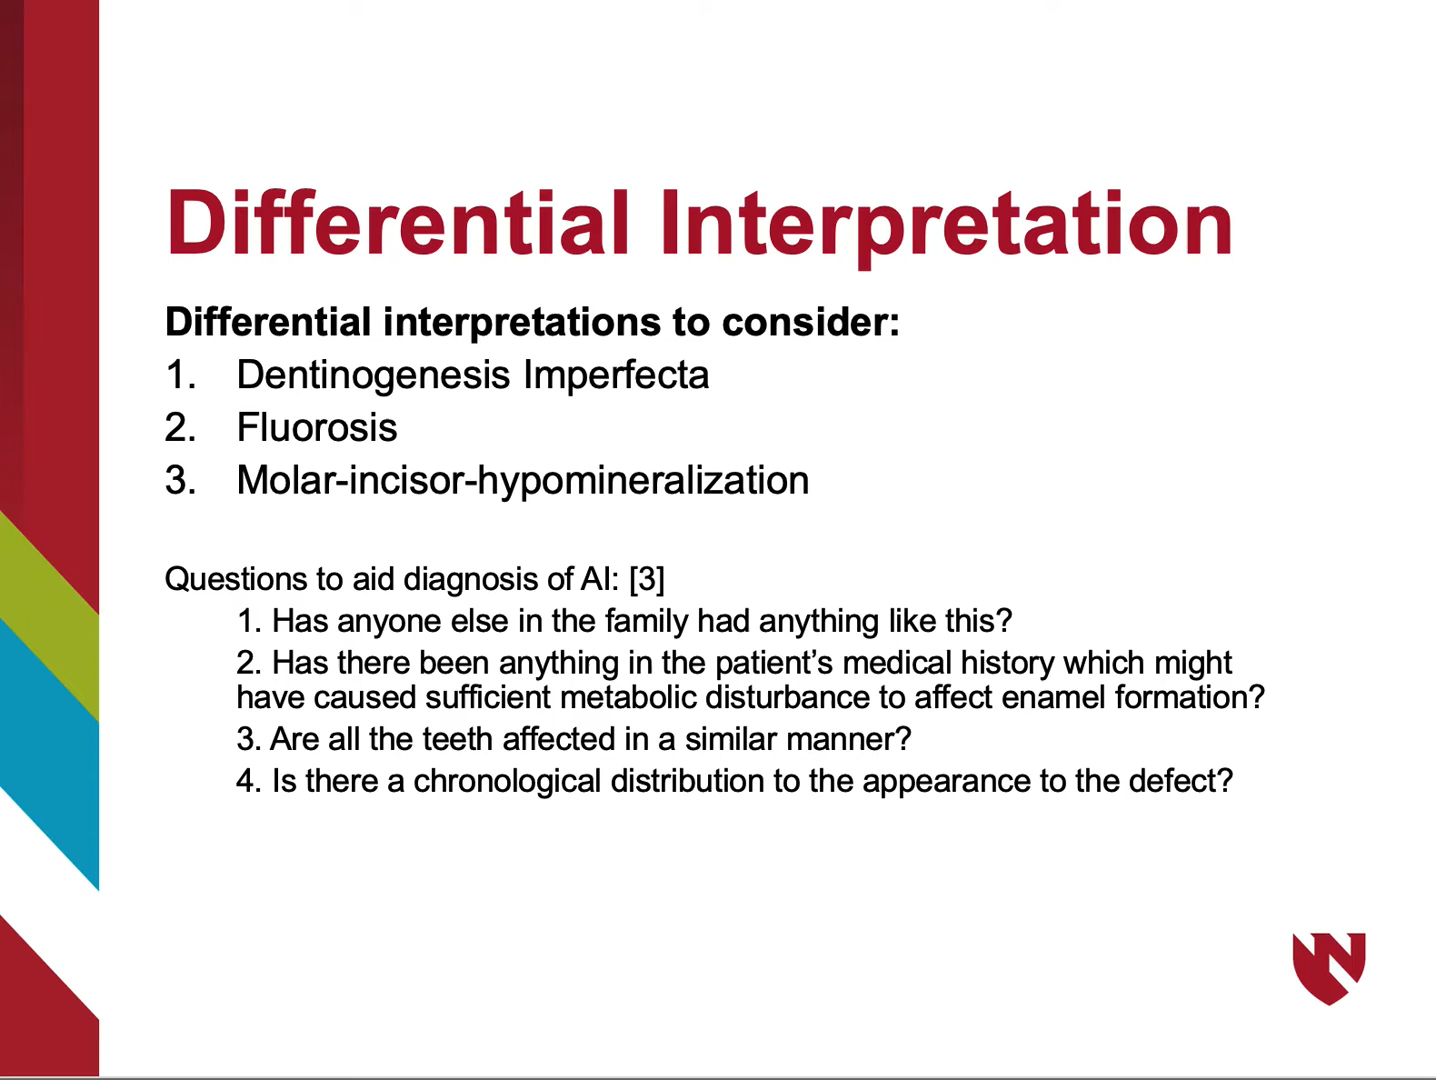 Differential Interpretation
Differential interpretations to consider:
1. Dentinogenesis Imperfecta
2. Fluorosis
3. Molar-incisor-hypomineralization
Questions to aid diagnosis of AI: [3]
1. Has anyone else in the family had anything like this?
2. Has there been anything in the patient’s medical history which might
have caused sufficient metabolic disturbance to affect enamel formation?
3. Are all the teeth affected in a similar manner?
4. Is there a chronological distribution to the appearance to the defect?